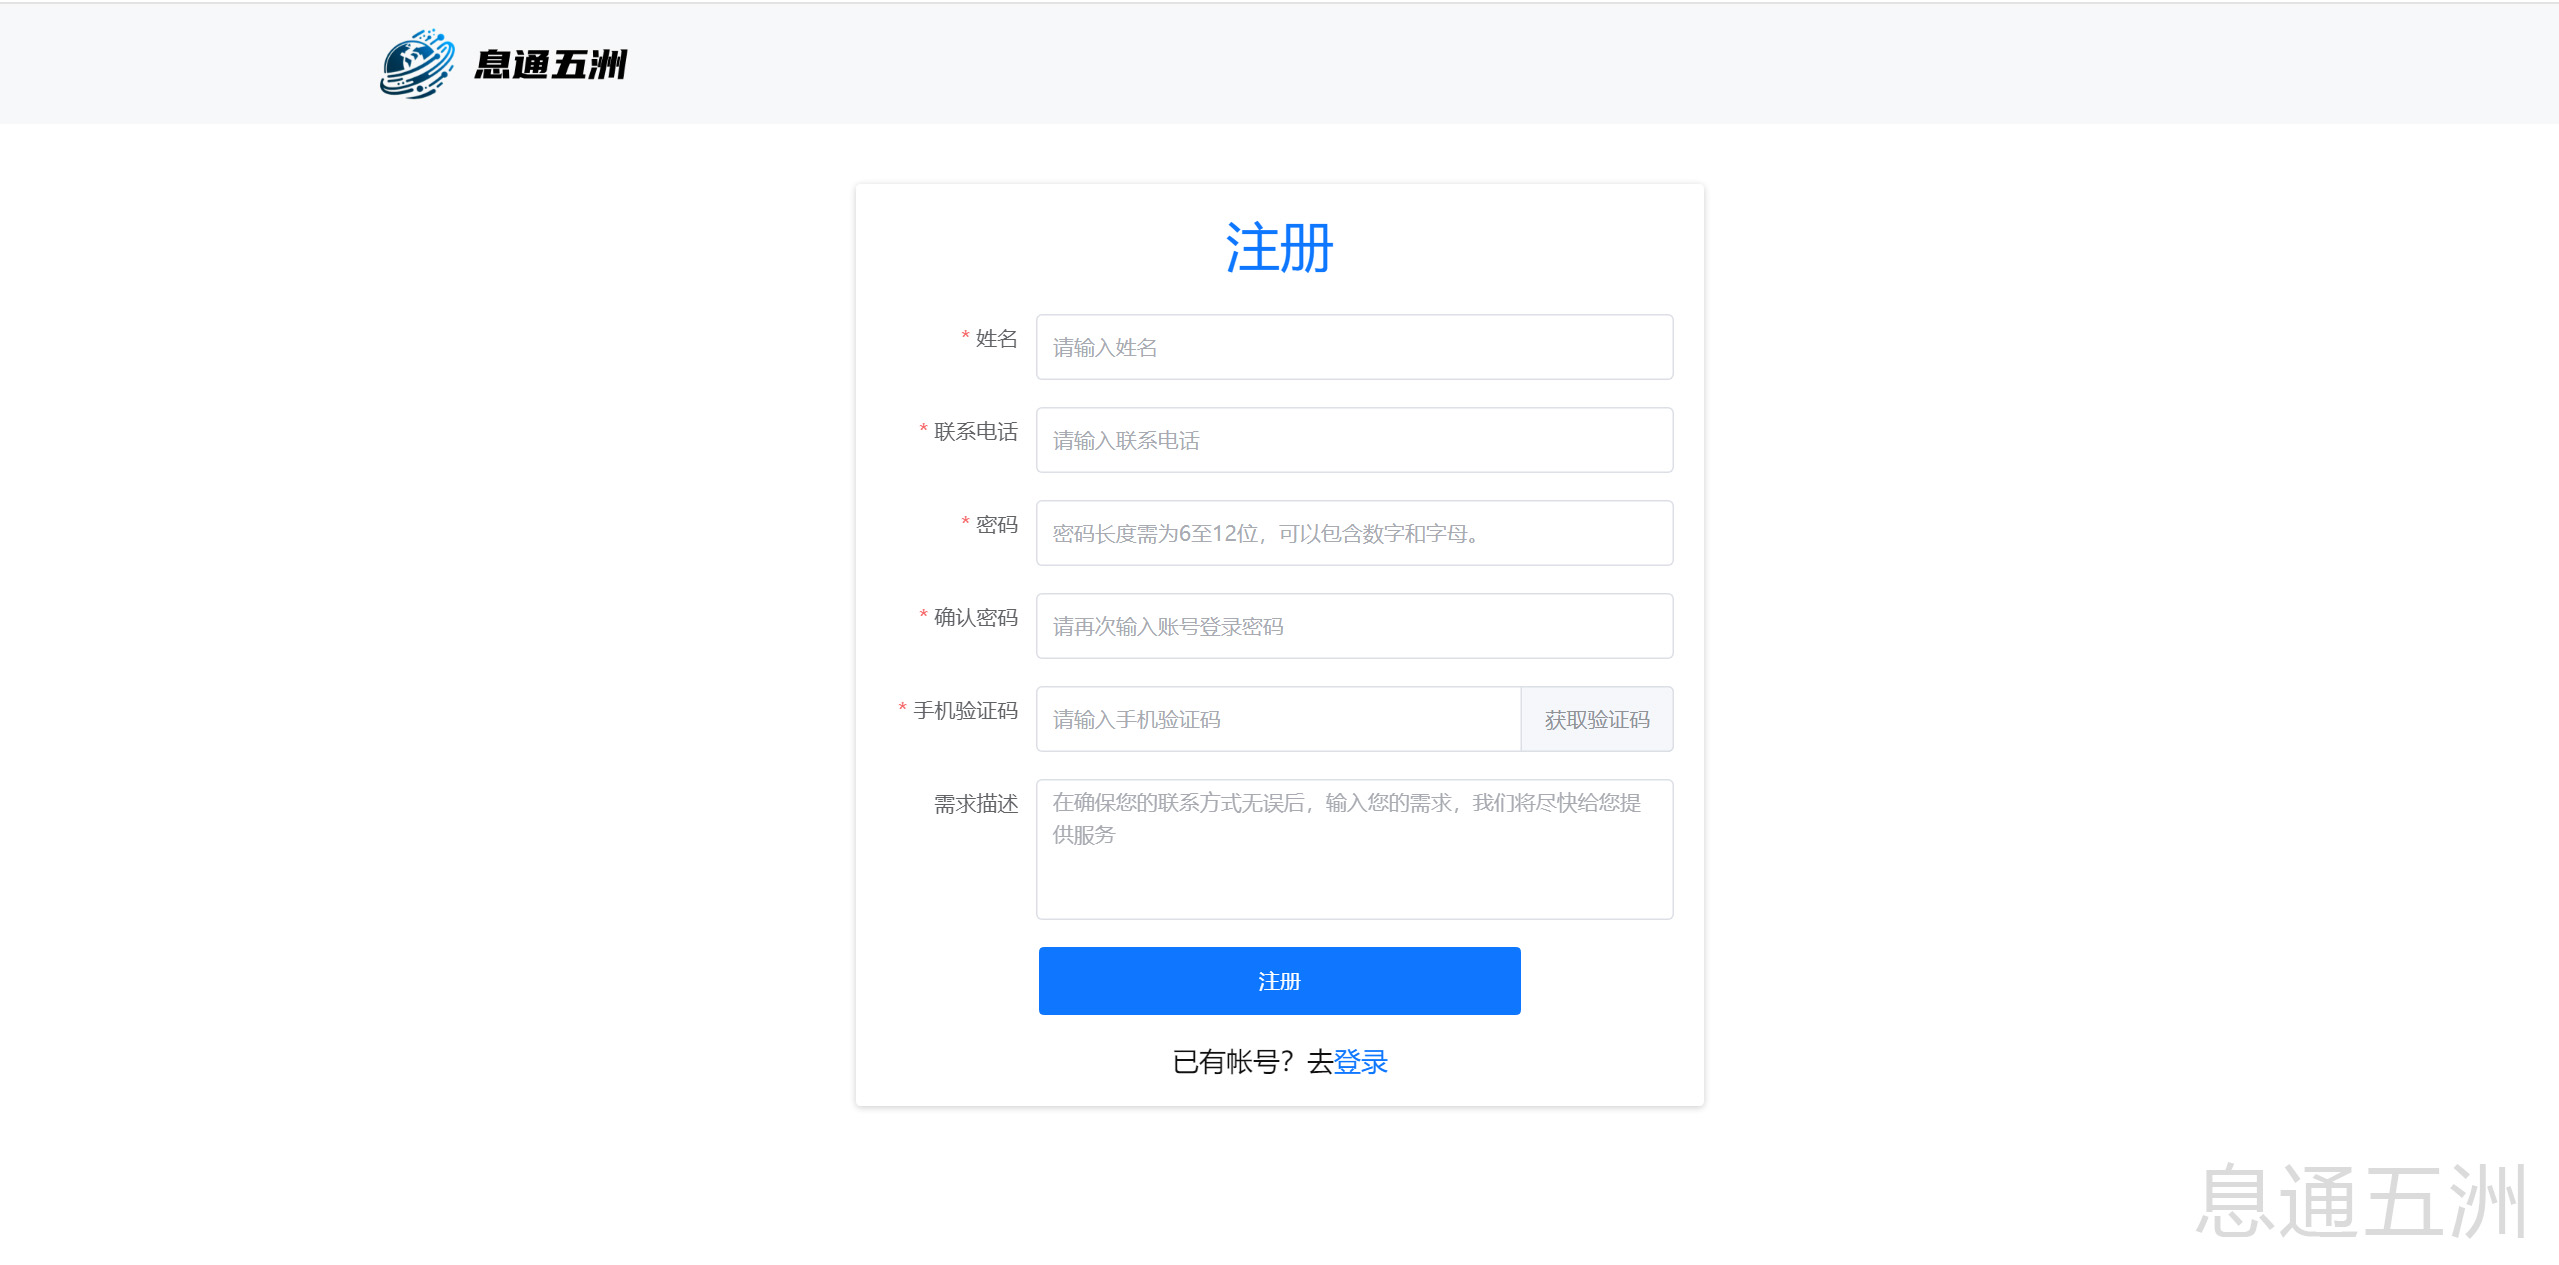 息通五洲
注册
* 姓名
请输入姓名
* 联系电话
请输入联系电话
* 密码
密码长度需为6至12位，可以包含数字和字母。
* 确认密码
请再次输入账号登录密码
* 手机验证码
请输入手机验证码
获取验证码
需求描述
在确保您的联系方式无误后，输入您的需求，我们将尽快给您提
供服务
注册
已有帐号？去登录
息通五洲